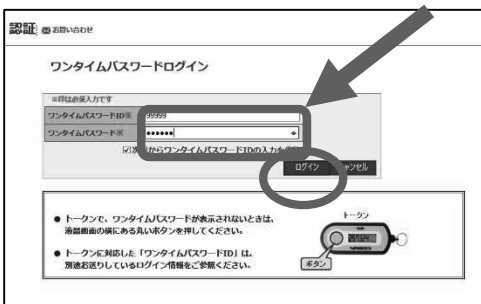 認証 お問い合わせ
ワンタイムパスワードログイン
※印は必須入力です
ワンタイムパスワードID※ 99999
ワンタイムパスワード※ ●●●●●●
☑次 からワンタイムパスワードIDの入力を
ログイン ャンセル
● トークンで、ワンタイムパスワードが表示されないときは、
液晶画面の横にある丸いボタンを押してください。
● トークンに対応した「ワンタイムパスワードID」は、
別途お送りしているログイン情報をご参照ください。
トークン
ボタン